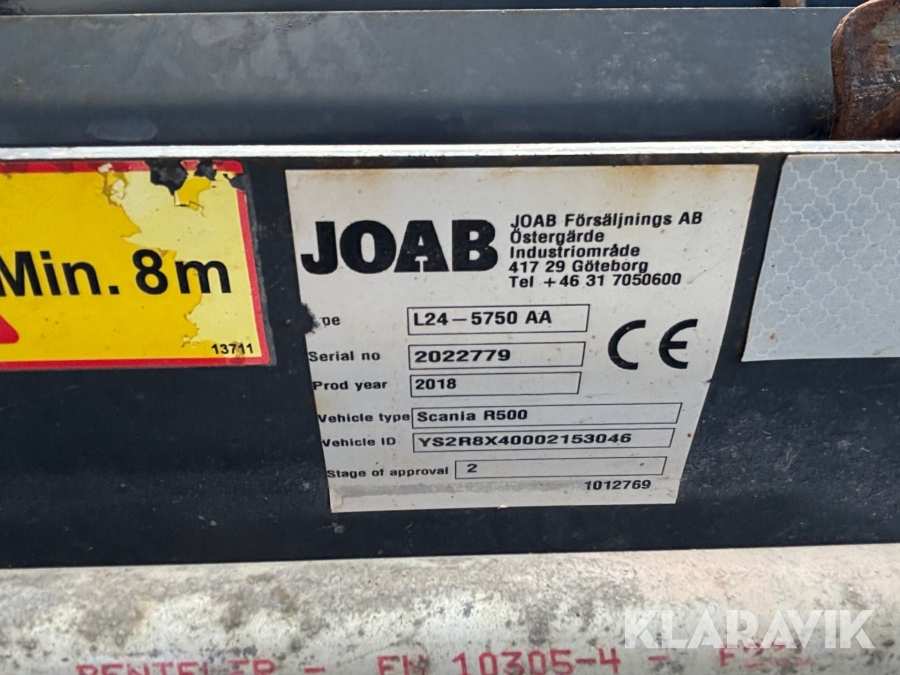 Min. 8m
13711
JOAB
JOAB Försäljnings AB
Östergärde
Industriområde
417 29 Göteborg
Tel +46 31 7050600
pe L24-5750 AA
CE
Serial no 2022779
Prod year 2018
Vehicle type Scania R500
Vehicle ID YS2R8X40002153046
Stage of approval 2
1012769
KLARAVIK
10305-4 -